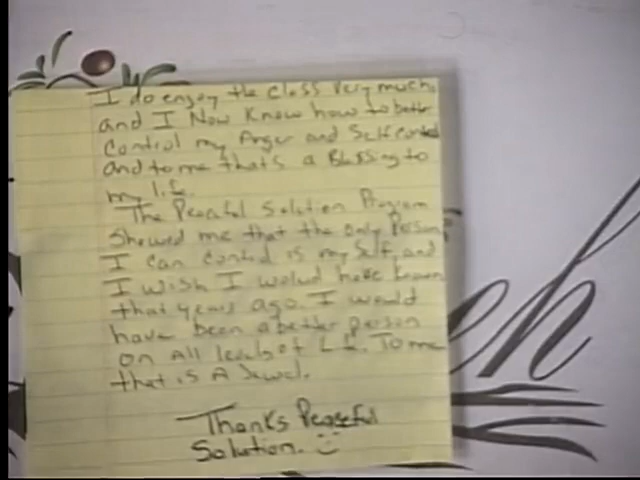 I do enjoy the class very much,
and I Now Know how to better
control my Anger and Self control
and to me that's a Blessing to
my life.
The Peaceful Solution Program
showed me that the only Person
I can control is my Self, and
I wish I wolud have known
that years ago. I would
have been a better person
on All levels of Life. To me
that is A Jewel.
Thanks Peaceful
Solution. :)
eh